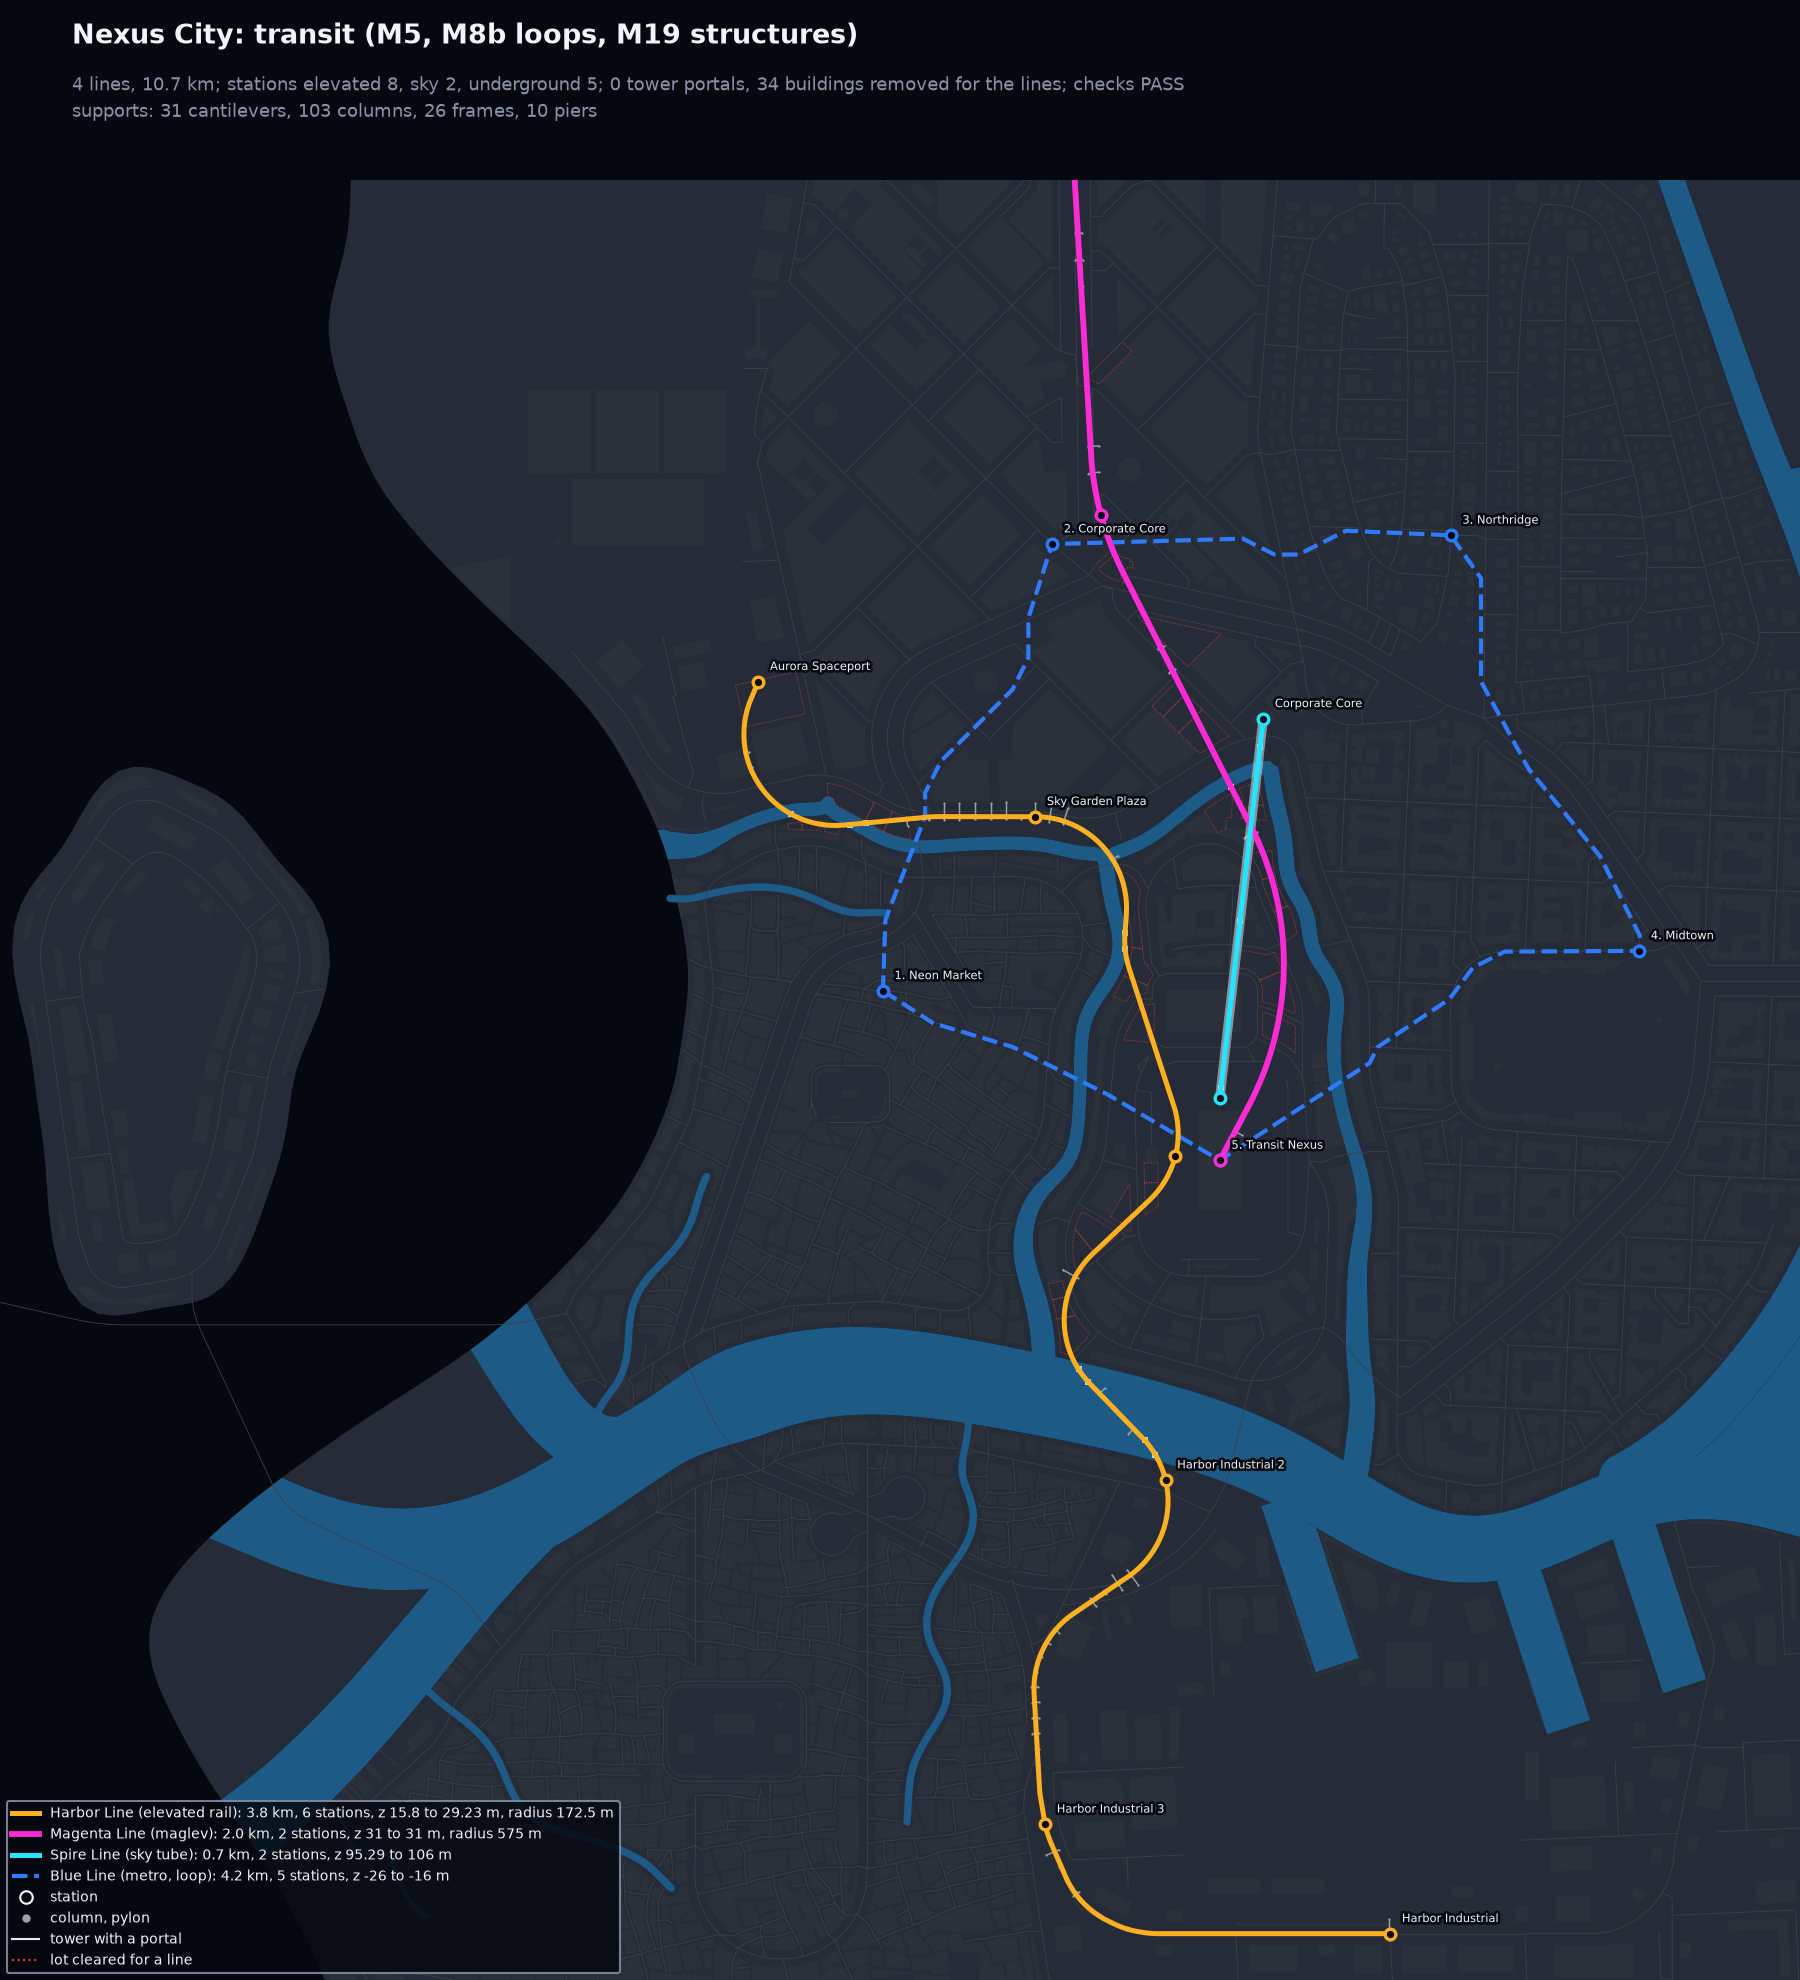 Nexus City: transit (M5, M8b loops, M19 structures)
4 lines, 10.7 km; stations elevated 8, sky 2, underground 5; 0 tower portals, 34 buildings removed for the lines; checks PASS
supports: 31 cantilevers, 103 columns, 26 frames, 10 piers
3. Northridge
2. Corporate Core
Aurora Spaceport
Corporate Core
Sky Garden Plaza
4. Midtown
1. Neon Market
5. Transit Nexus
Harbor Industrial 2
Harbor Industrial 3
Harbor Industrial
Harbor Line (elevated rail): 3.8 km, 6 stations, z 15.8 to 29.23 m, radius 172.5 m
Magenta Line (maglev): 2.0 km, 2 stations, z 31 to 31 m, radius 575 m
Spire Line (sky tube): 0.7 km, 2 stations, z 95.29 to 106 m
Blue Line (metro, loop): 4.2 km, 5 stations, z -26 to -16 m
station
column, pylon
tower with a portal
lot cleared for a line